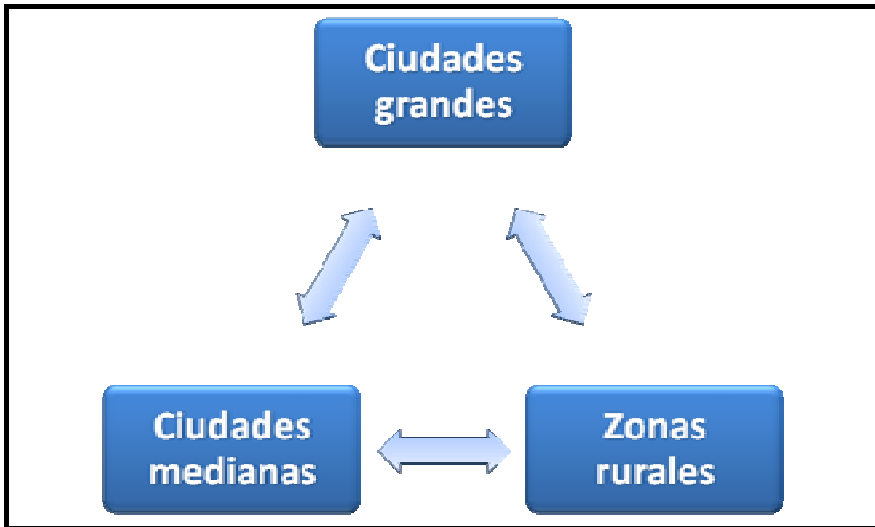 Ciudades
grandes
Ciudades
medianas
Zonas
rurales